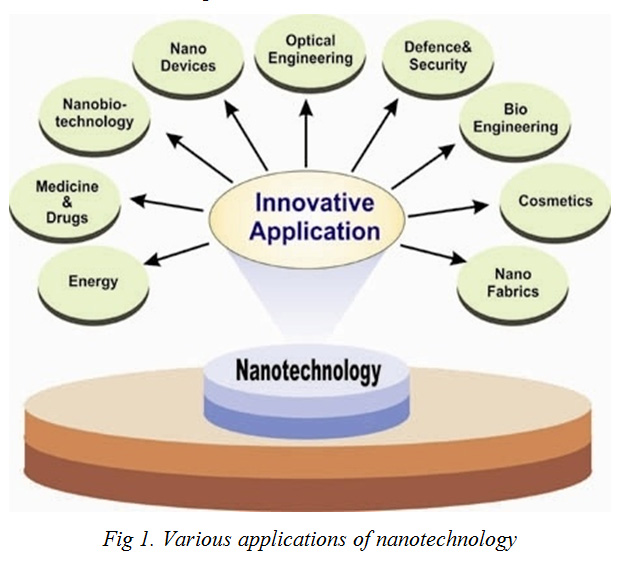 Nano
Devices
Optical
Engineering
Defence&
Security
Nanobio-
technology
Bio
Engineering
Medicine
&
Drugs
Innovative
Application
Cosmetics
Energy
Nano
Fabrics
Nanotechnology
Fig 1. Various applications of nanotechnology